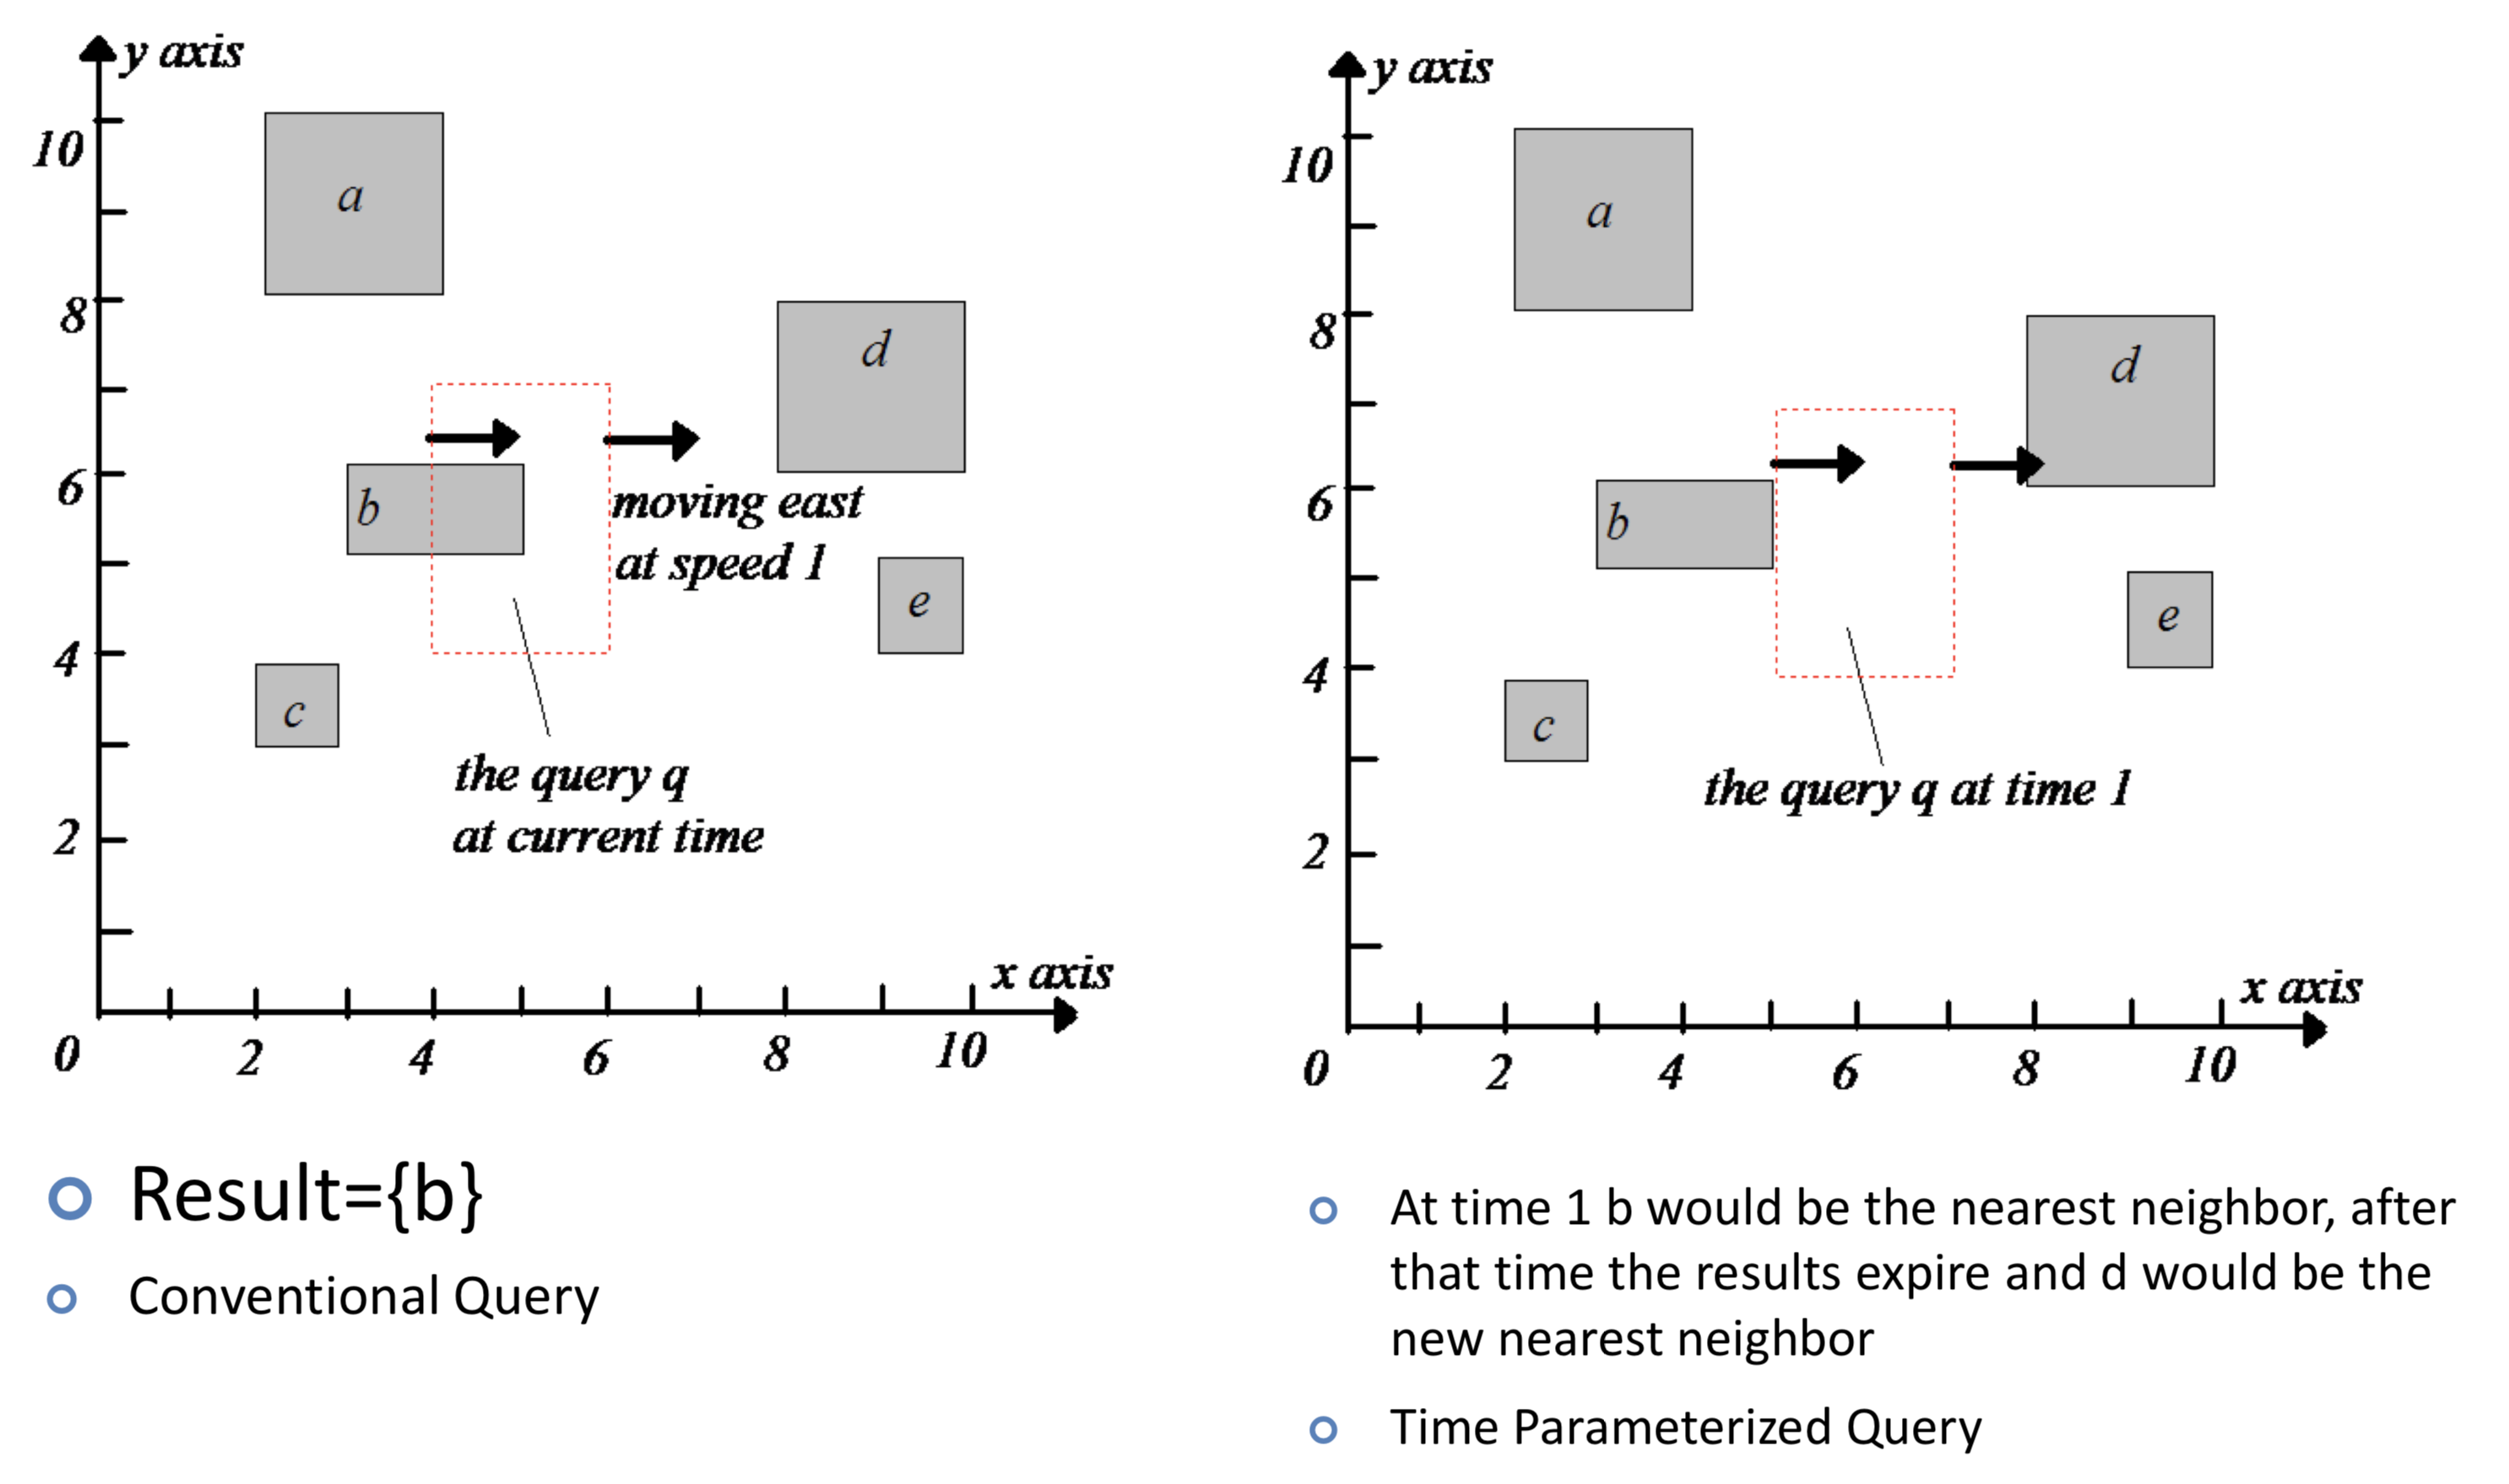 y axis
10
a
8
d
6
b
moving east
at speed 1
e
4
c
the query q
at current time
2
x axis
0
2
4
6
8
10
Result={b}
Conventional Query
y axis
10
a
8
d
6
b
e
4
c
the query q at time 1
2
x axis
0
2
4
6
8
10
At time 1 b would be the nearest neighbor, after
that time the results expire and d would be the
new nearest neighbor
Time Parameterized Query